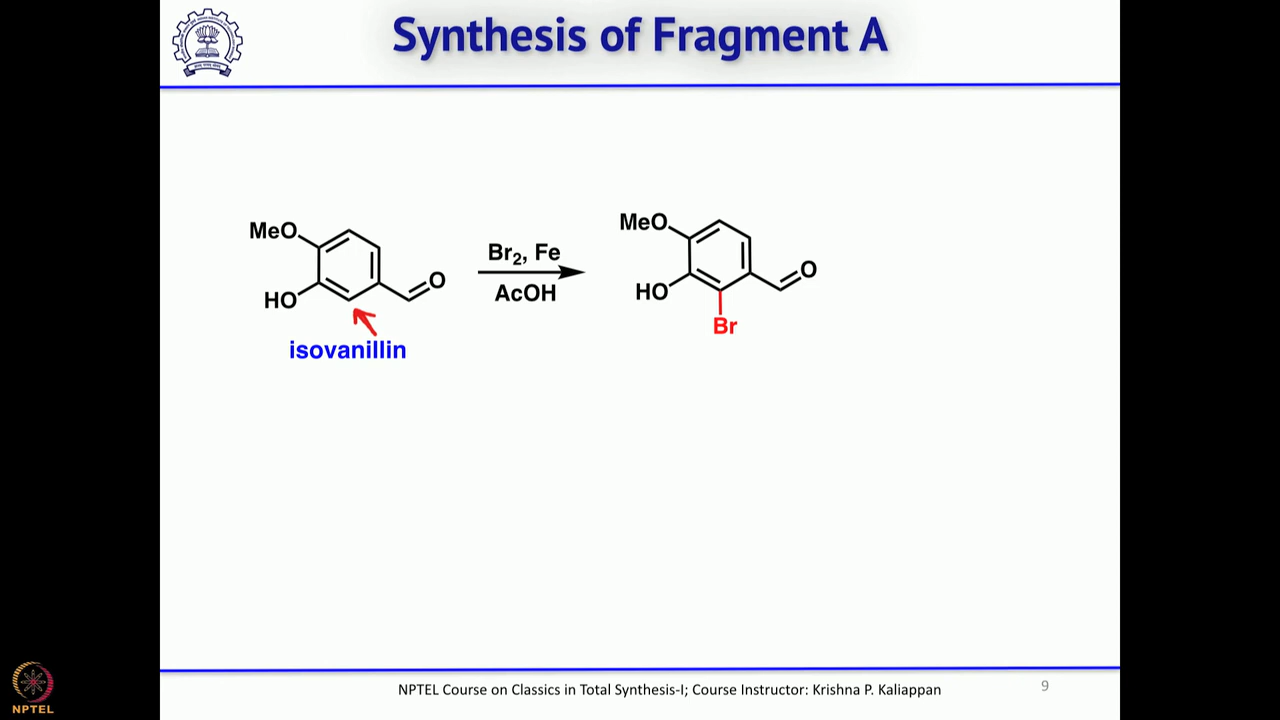 Synthesis of Fragment A
MeO
HO
O
isovanillin
Br₂, Fe
AcOH
MeO
HO
O
Br
NPTEL
NPTEL Course on Classics in Total Synthesis-I; Course Instructor: Krishna P. Kaliappan
9